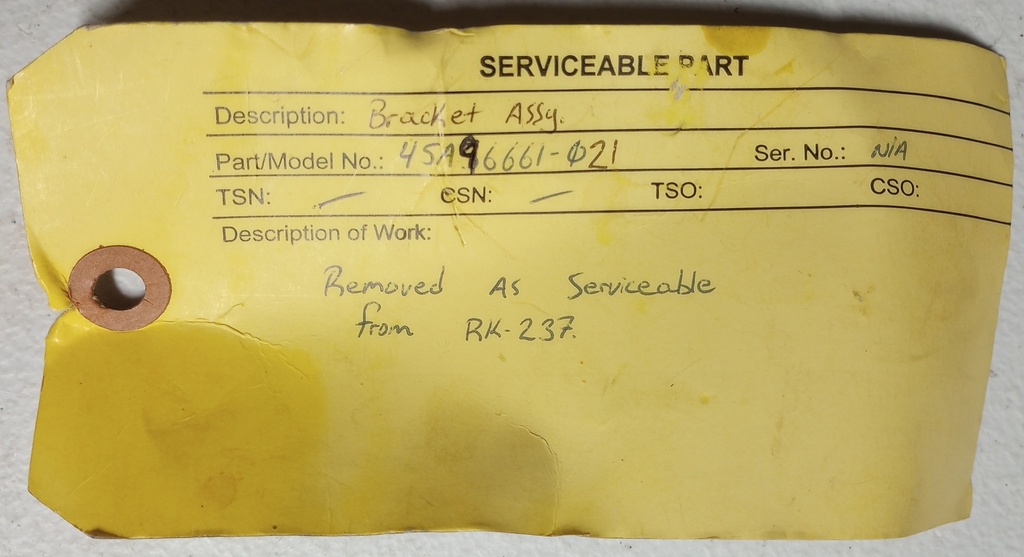 SERVICEABLE PART
Description: Bracket Assy.
Part/Model No.: 45A96661-021 Ser. No.: N/A
TSN: — CSN: — TSO: CSO:
Description of Work:
Removed As Serviceable
from RK-237.